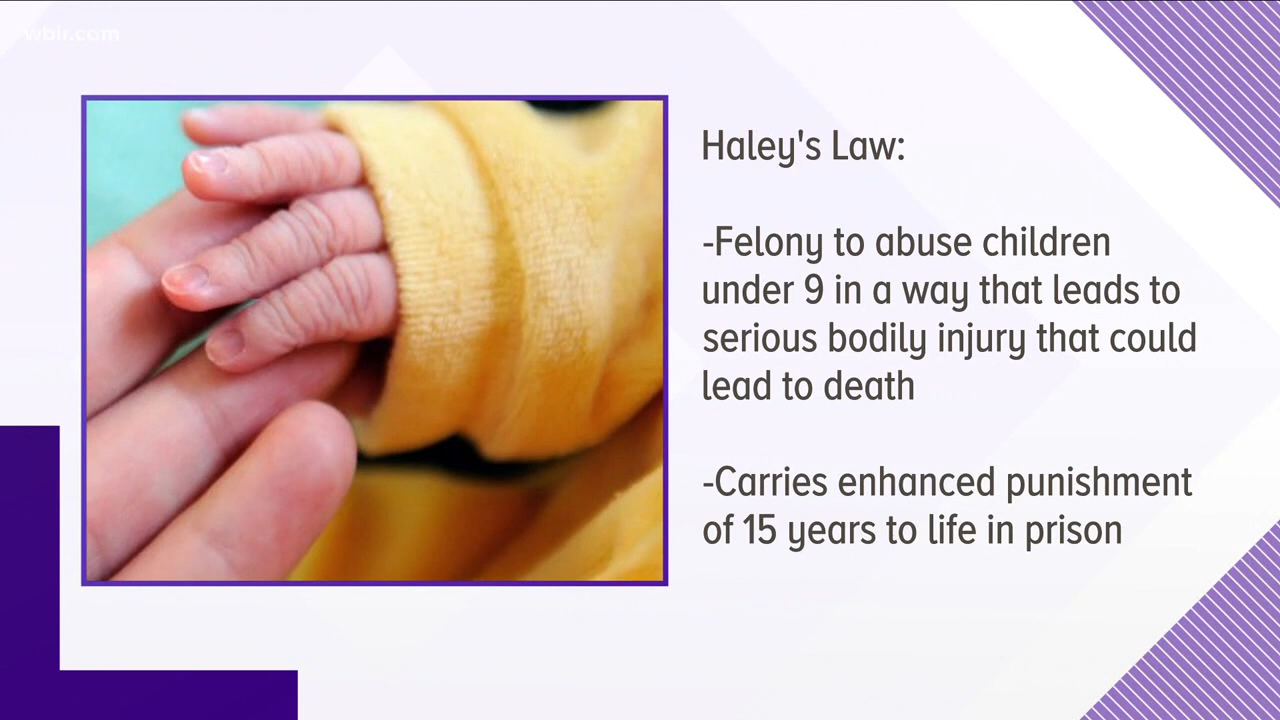 wbir.com
Haley's Law:
-Felony to abuse children
under 9 in a way that leads to
serious bodily injury that could
lead to death
-Carries enhanced punishment
of 15 years to life in prison